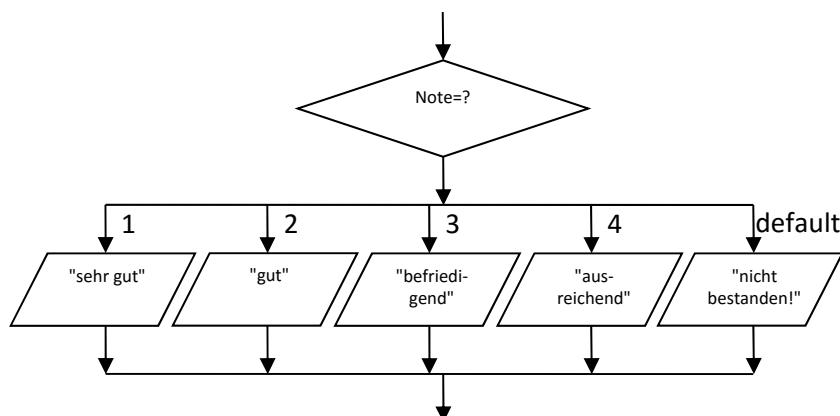 Note=?
1
2
3
4
default
"sehr gut"
"gut"
"befriedi-
gend"
"aus-
reichend"
"nicht
bestanden!"